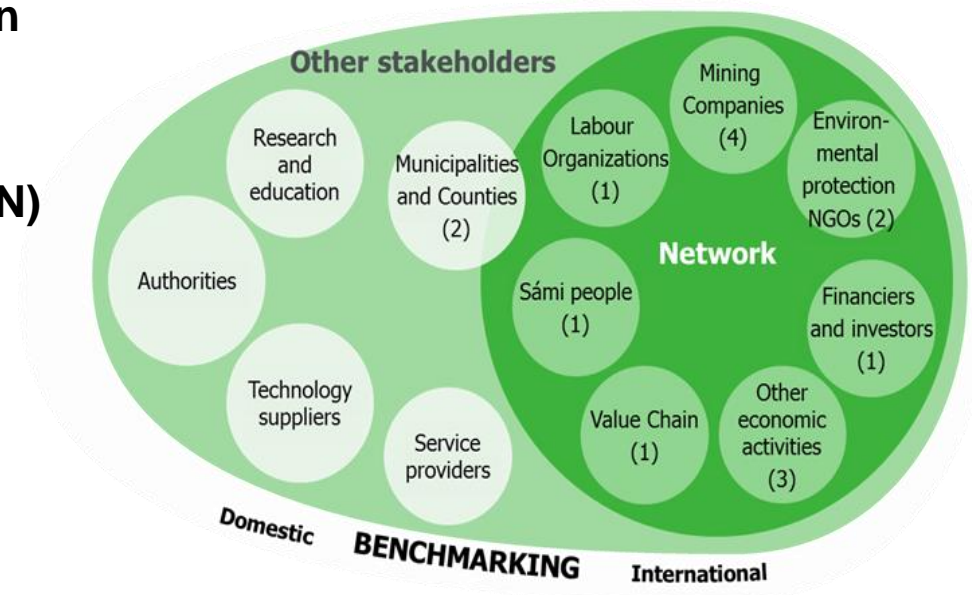 n
N)
Other stakeholders
Research
and
education
Municipalities
and Counties
(2)
Authorities
Technology
suppliers
Service
providers
Mining
Companies
(4)
Labour
Organizations
(1)
Environ-
mental
protection
NGOs (2)
Network
Sámi people
(1)
Financiers
and investors
(1)
Value Chain
(1)
Other
economic
activities
(3)
Domestic
BENCHMARKING
International